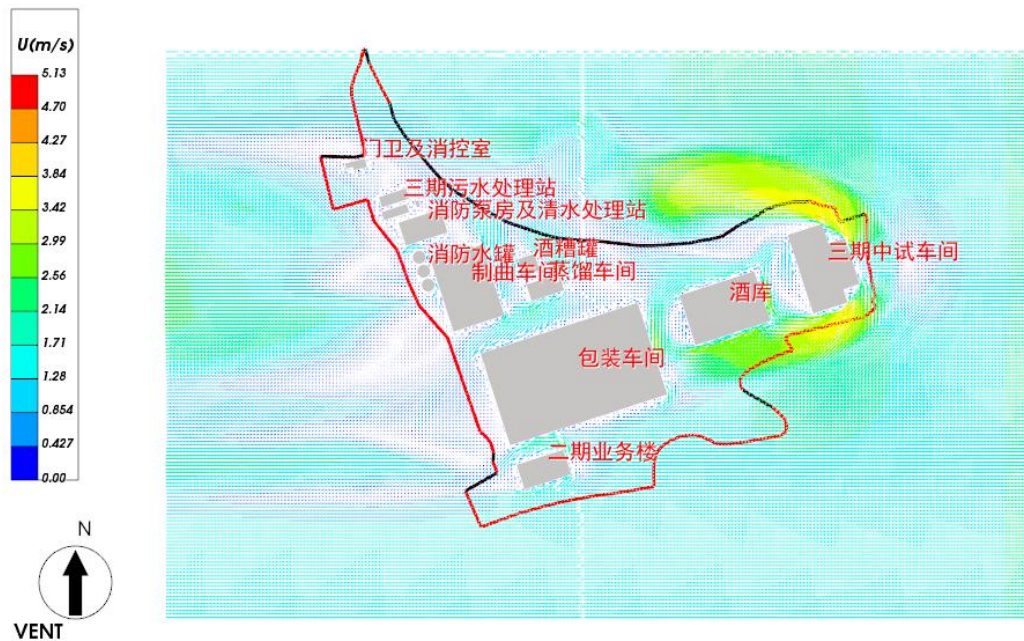 U(m/s)
5.13
4.70
4.27
3.84
3.42
2.99
2.56
2.14
1.71
1.28
0.854
0.427
0.00
N
VENT
门卫及消控室
三期污水处理站
消防泵房及清水处理站
消防水罐
酒糟罐
制曲车间
蒸馏车间
三期中试车间
酒库
包装车间
二期业务楼